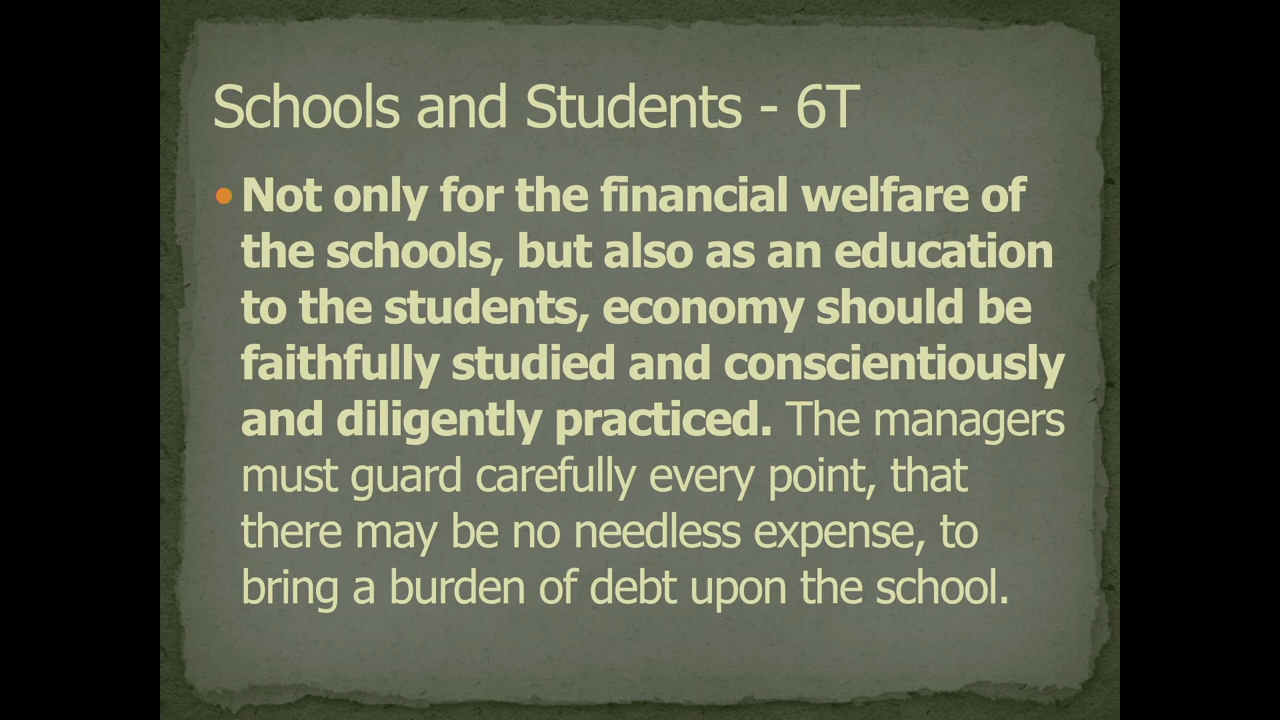 Schools and Students - 6T
• Not only for the financial welfare of
the schools, but also as an education
to the students, economy should be
faithfully studied and conscientiously
and diligently practiced. The managers
must guard carefully every point, that
there may be no needless expense, to
bring a burden of debt upon the school.